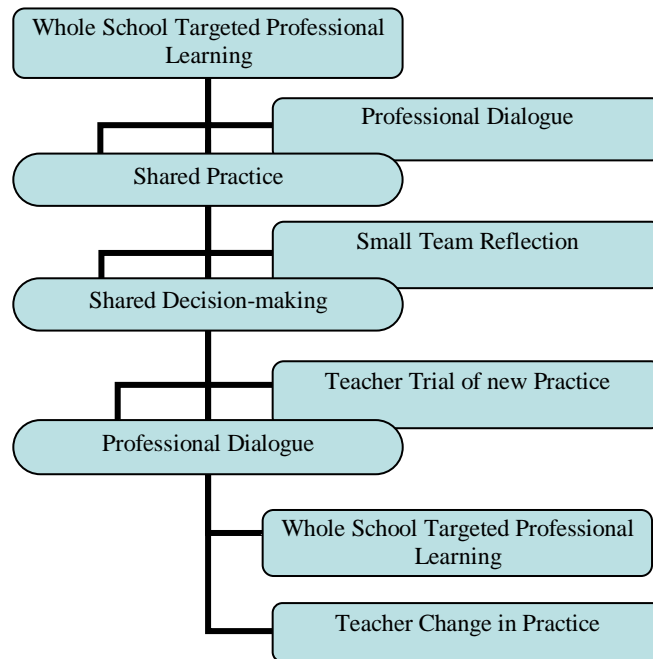 Whole School Targeted Professional
Learning
Professional Dialogue
Shared Practice
Small Team Reflection
Shared Decision-making
Teacher Trial of new Practice
Professional Dialogue
Whole School Targeted Professional
Learning
Teacher Change in Practice